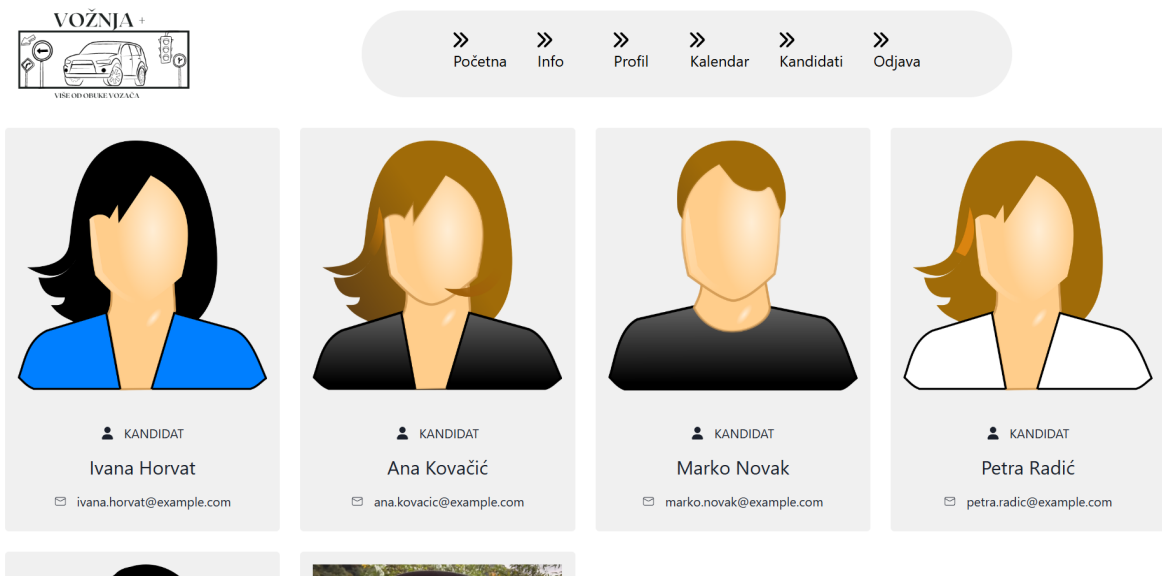 VOŽNJA +
VIŠE OD OBUKE VOZAČA
Početna Info Profil Kalendar Kandidati Odjava
KANDIDAT KANDIDAT KANDIDAT KANDIDAT
Ivana Horvat Ana Kovačić Marko Novak Petra Radić
ivana.horvat@example.com ana.kovacic@example.com marko.novak@example.com petra.radic@example.com